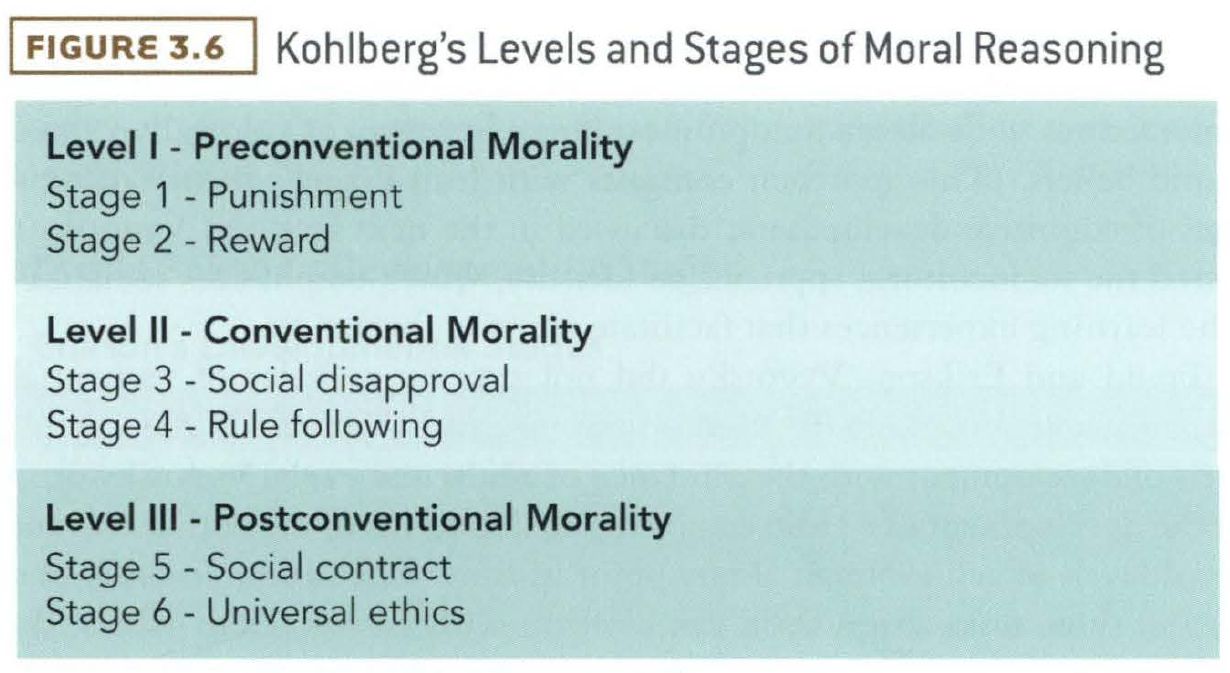 FIGURE 3.6 Kohlberg's Levels and Stages of Moral Reasoning
Level I - Preconventional Morality
Stage 1 - Punishment
Stage 2 - Reward
Level II - Conventional Morality
Stage 3 - Social disapproval
Stage 4 - Rule following
Level III - Postconventional Morality
Stage 5 - Social contract
Stage 6 - Universal ethics